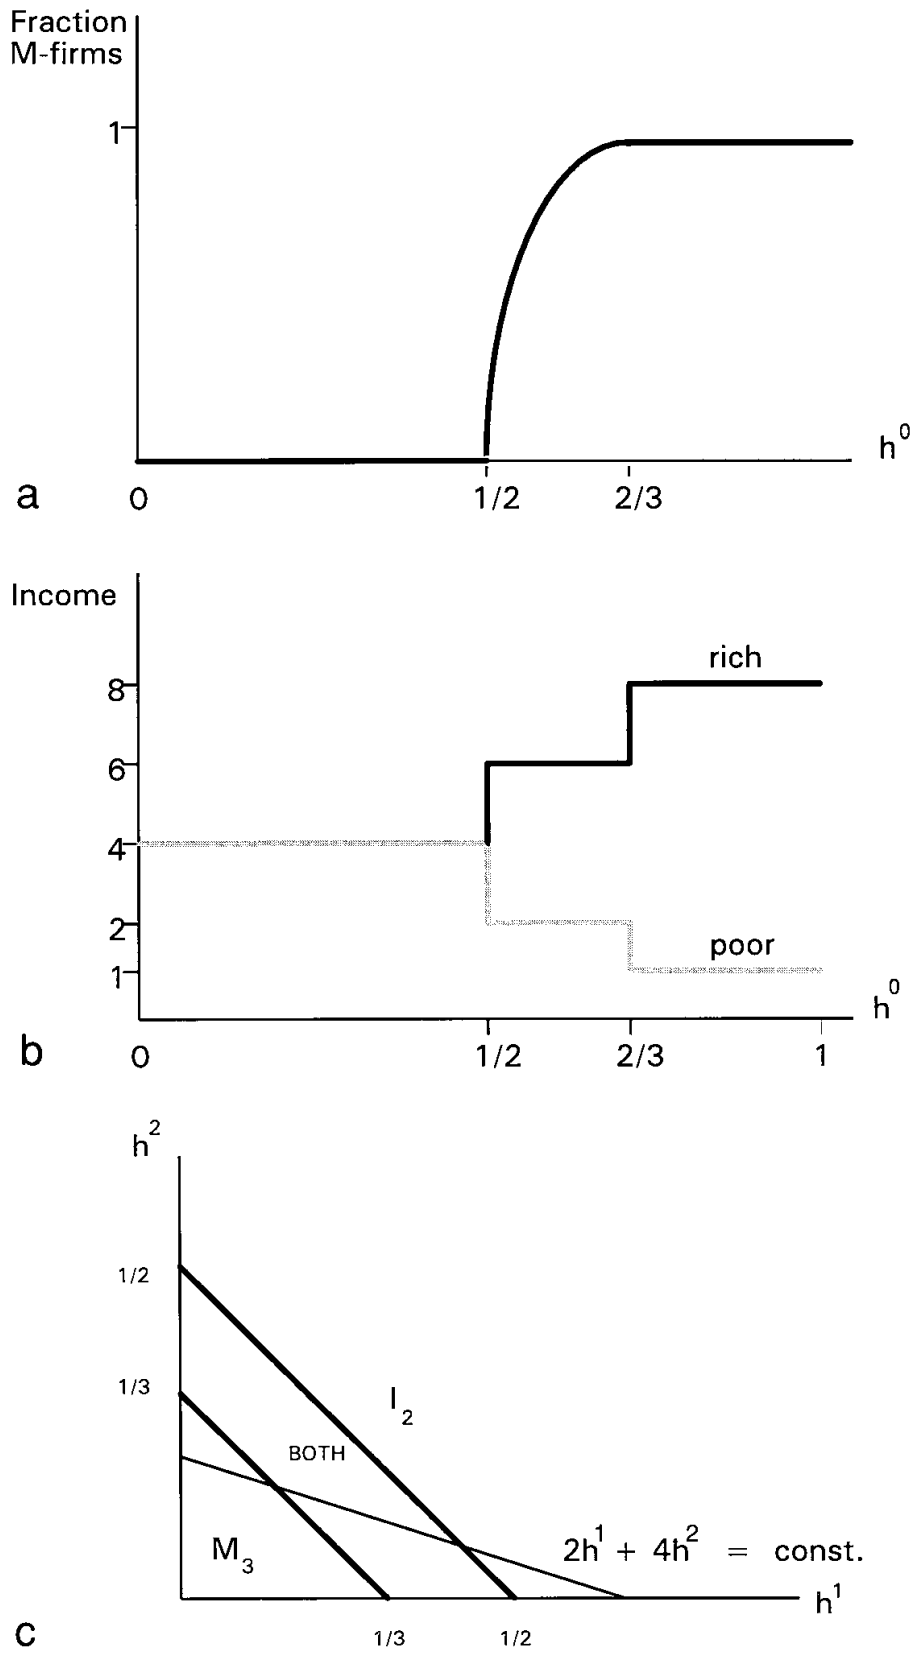 Fraction
M-firms
1
h⁰
a
0
1/2
2/3
Income
rich
8
6
4
2
poor
1
h⁰
b
0
1/2
2/3
1
h²
1/2
1/3
I₂
BOTH
M₃
2h¹ + 4h² = const.
h¹
c
1/3
1/2